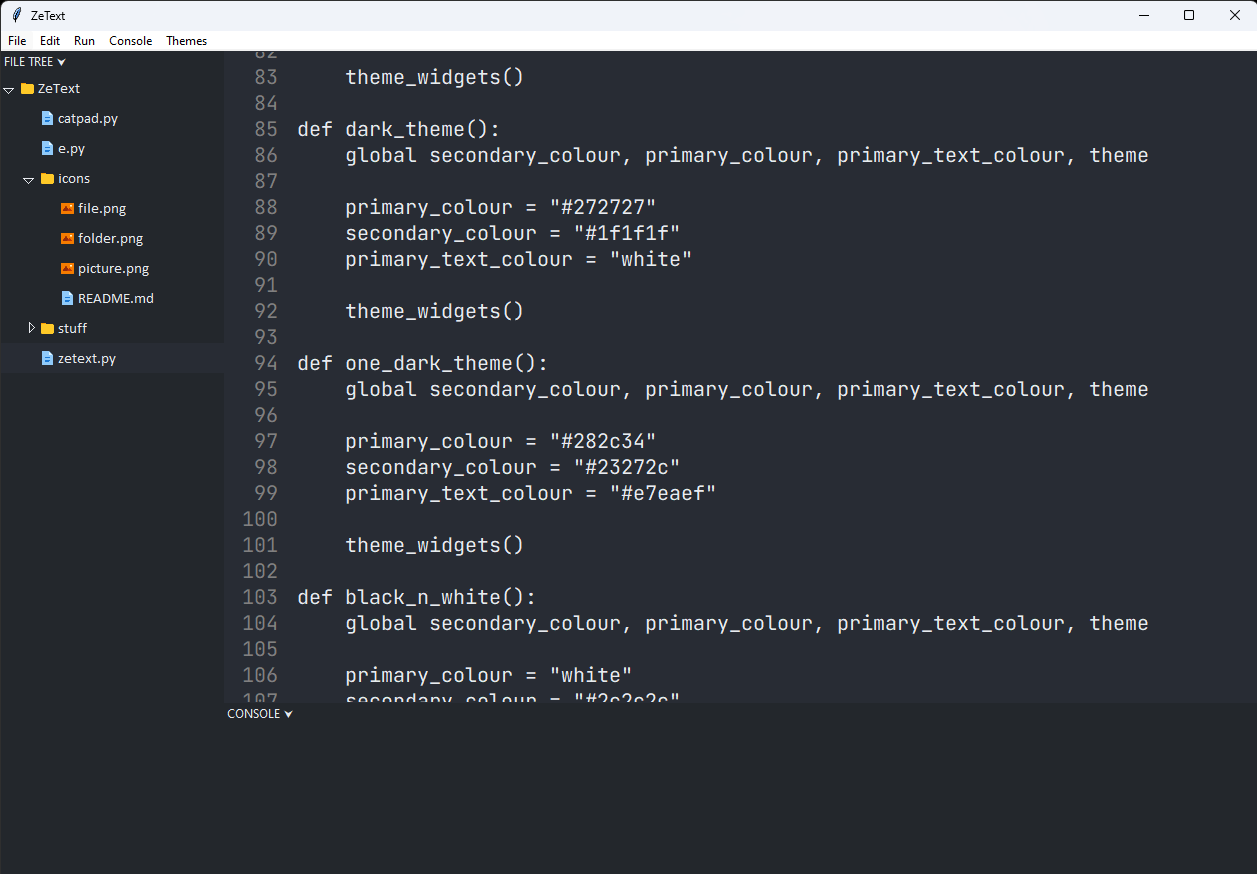 ZeText
File Edit Run Console Themes
FILE TREE
ZeText
catpad.py
e.py
icons
file.png
folder.png
picture.png
README.md
stuff
zetext.py
82
83     theme_widgets()
84
85 def dark_theme():
86     global secondary_colour, primary_colour, primary_text_colour, theme
87
88     primary_colour = "#272727"
89     secondary_colour = "#1f1f1f"
90     primary_text_colour = "white"
91
92     theme_widgets()
93
94 def one_dark_theme():
95     global secondary_colour, primary_colour, primary_text_colour, theme
96
97     primary_colour = "#282c34"
98     secondary_colour = "#23272c"
99     primary_text_colour = "#e7eaef"
100
101     theme_widgets()
102
103 def black_n_white():
104     global secondary_colour, primary_colour, primary_text_colour, theme
105
106     primary_colour = "white"
107     secondary_colour =
CONSOLE